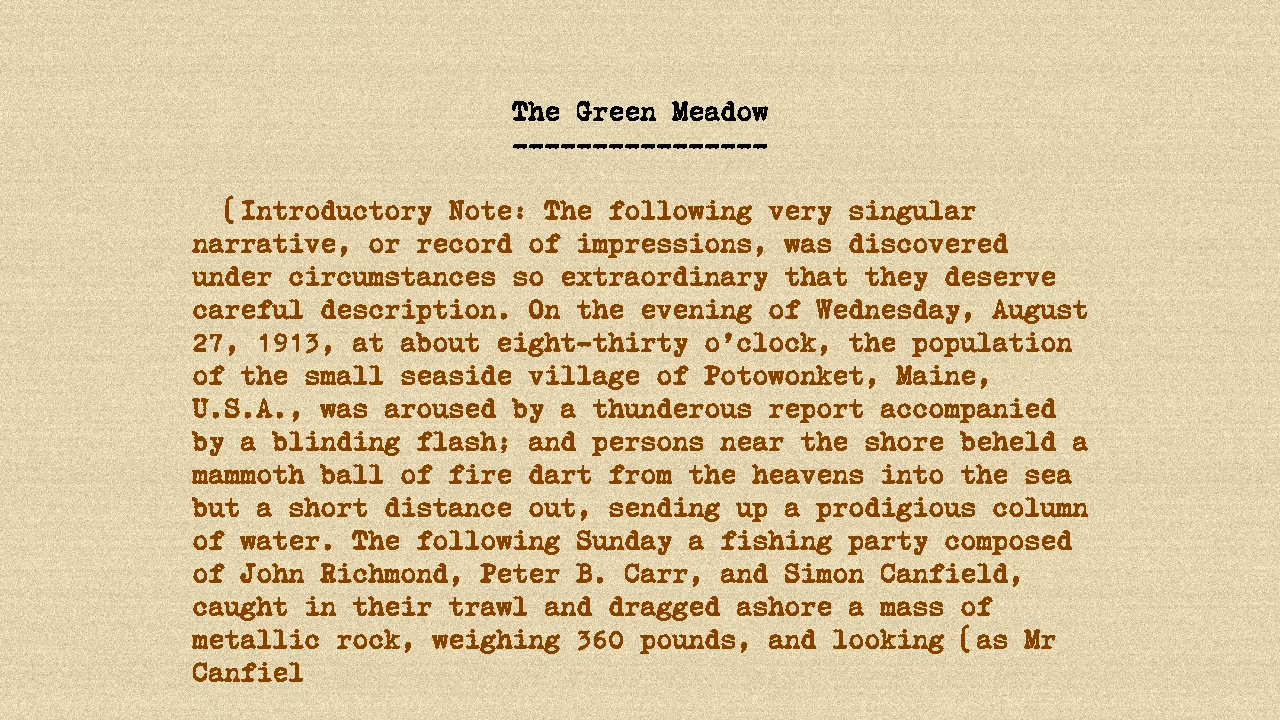 The Green Meadow
----------------
(Introductory Note: The following very singular
narrative, or record of impressions, was discovered
under circumstances so extraordinary that they deserve
careful description. On the evening of Wednesday, August
27, 1913, at about eight-thirty o'clock, the population
of the small seaside village of Potowonket, Maine,
U.S.A., was aroused by a thunderous report accompanied
by a blinding flash; and persons near the shore beheld a
mammoth ball of fire dart from the heavens into the sea
but a short distance out, sending up a prodigious column
of water. The following Sunday a fishing party composed
of John Richmond, Peter B. Carr, and Simon Canfield,
caught in their trawl and dragged ashore a mass of
metallic rock, weighing 360 pounds, and looking (as Mr
Canfiel